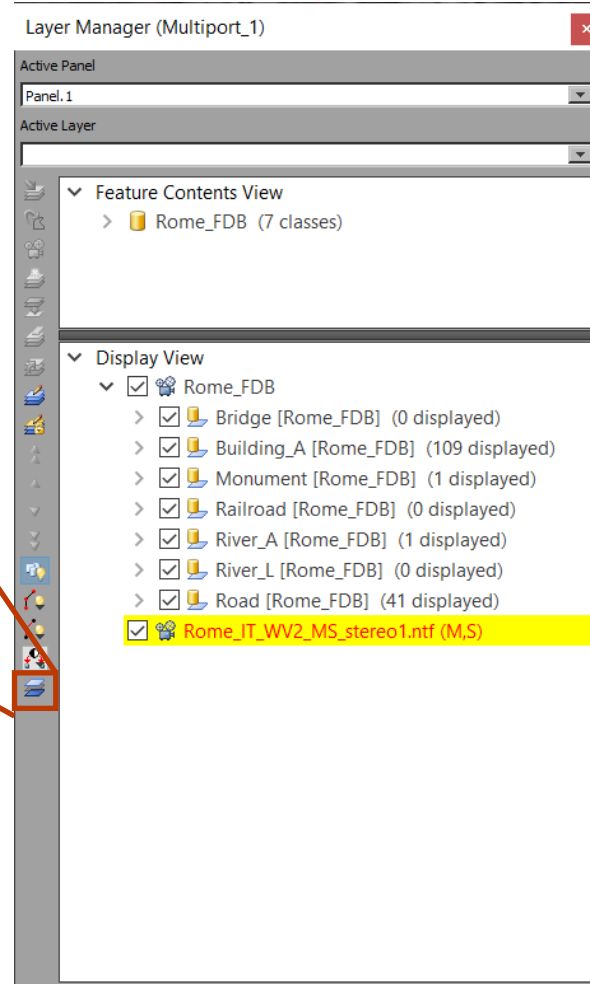 Layer Manager (Multiport_1)
Active Panel
Panel.1
Active Layer
Feature Contents View
Rome_FDB (7 classes)
Display View
Rome_FDB
Bridge [Rome_FDB] (0 displayed)
Building_A [Rome_FDB] (109 displayed)
Monument [Rome_FDB] (1 displayed)
Railroad [Rome_FDB] (0 displayed)
River_A [Rome_FDB] (1 displayed)
River_L [Rome_FDB] (0 displayed)
Road [Rome_FDB] (41 displayed)
Rome_IT_WV2_MS_stereo1.ntf (M,S)